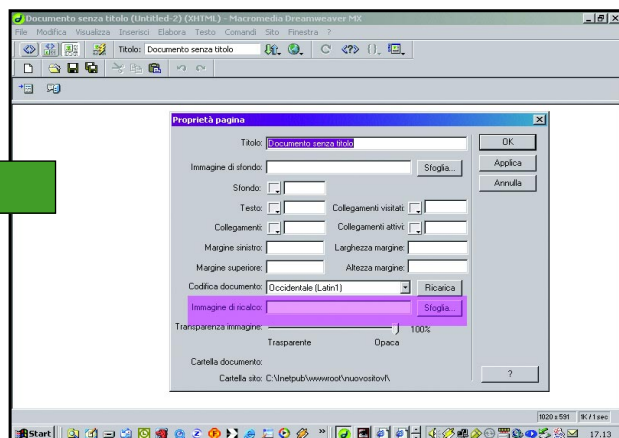 Documento senza titolo (Untitled-2) (XHTML) - Macromedia Dreamweaver MX
File Modifica Visualizza Inserisci Elabora Testo Comandi Sito Finestra ?
Titolo: Documento senza titolo
Proprietà pagina
Titolo: Documento senza titolo OK
Immagine di sfondo: Sfoglia... Applica
Sfondo: Annulla
Testo: Collegamenti visitati:
Collegamenti: Collegamenti attivi:
Margine sinistro: Larghezza margine:
Margine superiore: Altezza margine:
Codifica documento: Occidentale (Latin1) Ricarica
Immagine di ricalco: Sfoglia...
Transparenza immagine: 100%
Trasparente Opaca
Cartella documento:
Cartella sito: C:\Inetpub\wwwroot\nuovositovf\ ?
1020 x 591 1K / 1 sec
Start 17.13